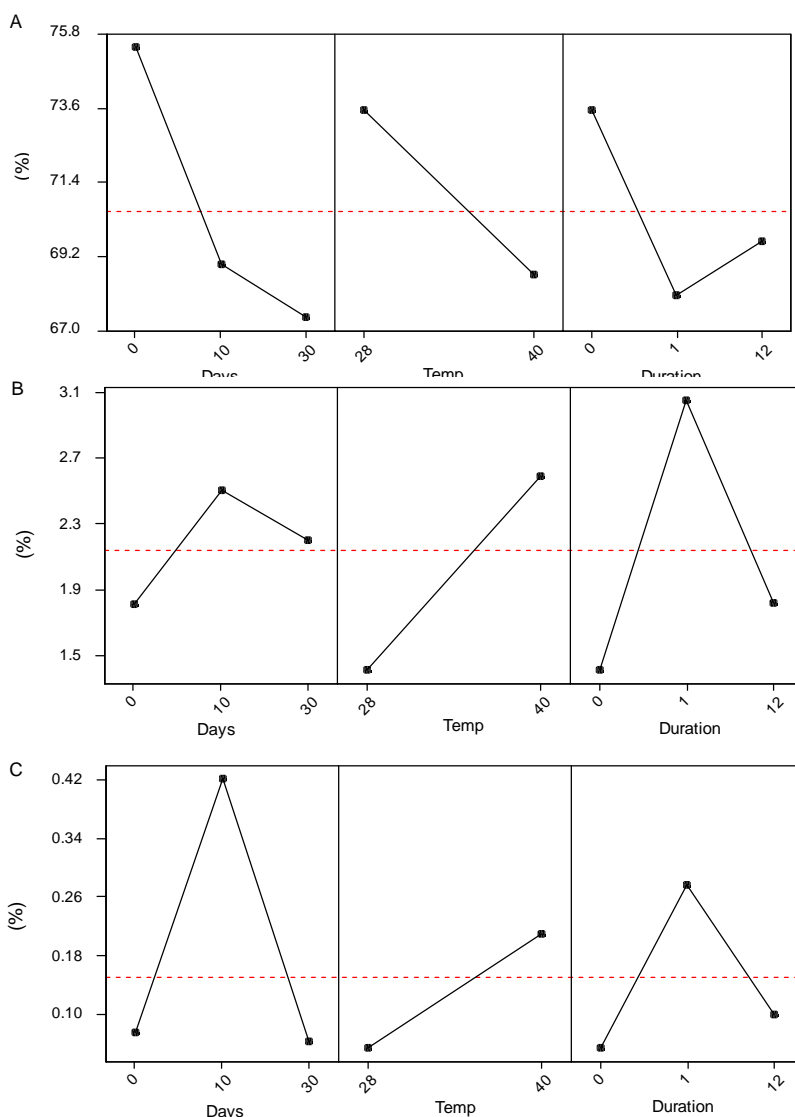 A
75.8
73.6
71.4
69.2
67.0
(%)
0 10 30 28 40 0 1 12
Days Temp Duration
B
3.1
2.7
2.3
1.9
1.5
(%)
0 10 30 28 40 0 1 12
Days Temp Duration
C
0.42
0.34
0.26
0.18
0.10
(%)
0 10 30 28 40 0 1 12
Days Temp Duration